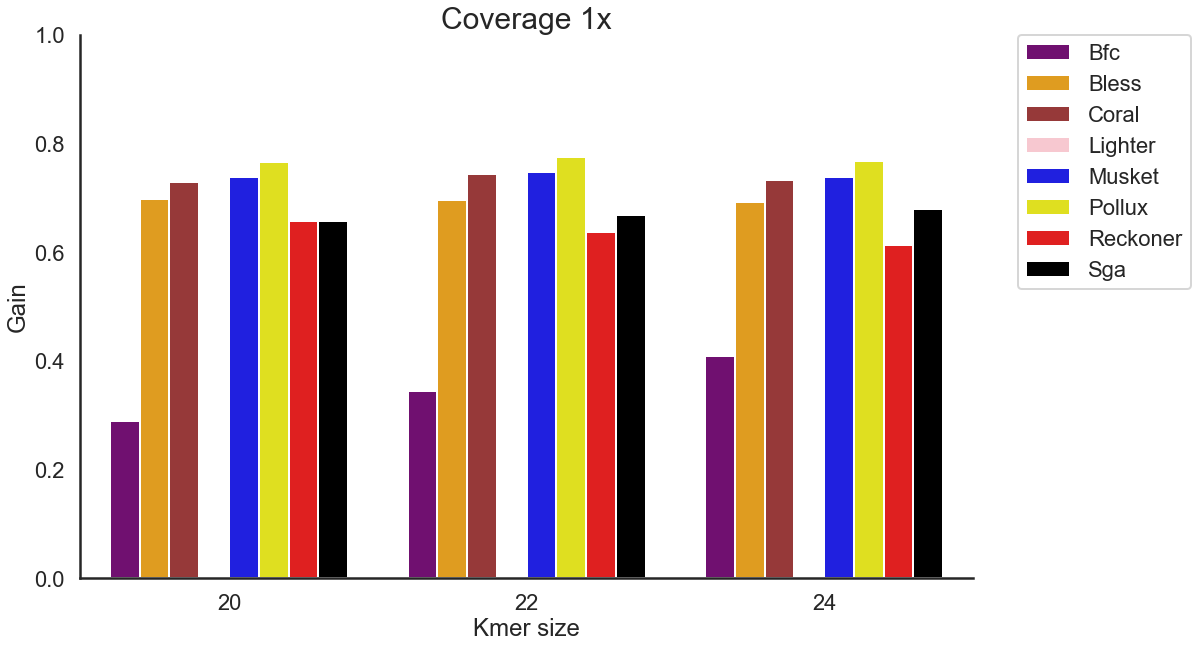 Coverage 1x
1.0
0.8
0.6
0.4
0.2
0.0
Gain
20
22
24
Kmer size
Bfc
Bless
Coral
Lighter
Musket
Pollux
Reckoner
Sga